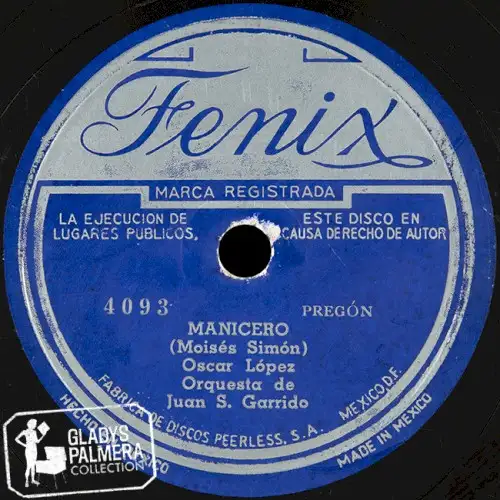 Fenix
MARCA REGISTRADA
LA EJECUCION DE
LUGARES PUBLICOS,
ESTE DISCO EN
CAUSA DERECHO DE AUTOR
4093
PREGÓN
MANICERO
(Moisés Simón)
Oscar López
Orquesta de
Juan S. Garrido
FABRICA DE DISCOS PEERLESS, S. A. MEXICO D.F.
MADE IN MEXICO
GLADYS
PALMERA
COLLECTION